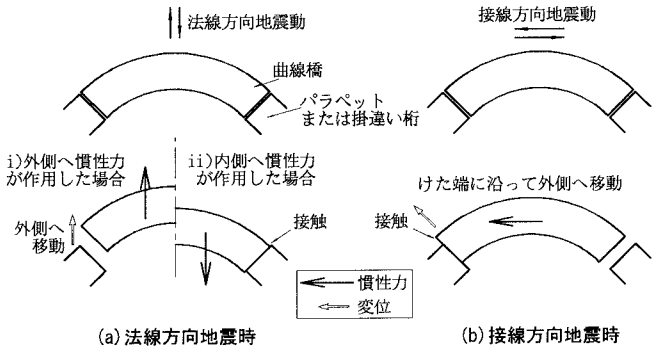 法線方向地震動
曲線橋
パラペット
または掛違い桁
i)外側へ慣性力
が作用した場合
ii)内側へ慣性力
が作用した場合
外側へ
移動
接触
(a)法線方向地震時
接線方向地震動
けた端に沿って外側へ移動
接触
慣性力
変位
(b)接線方向地震時